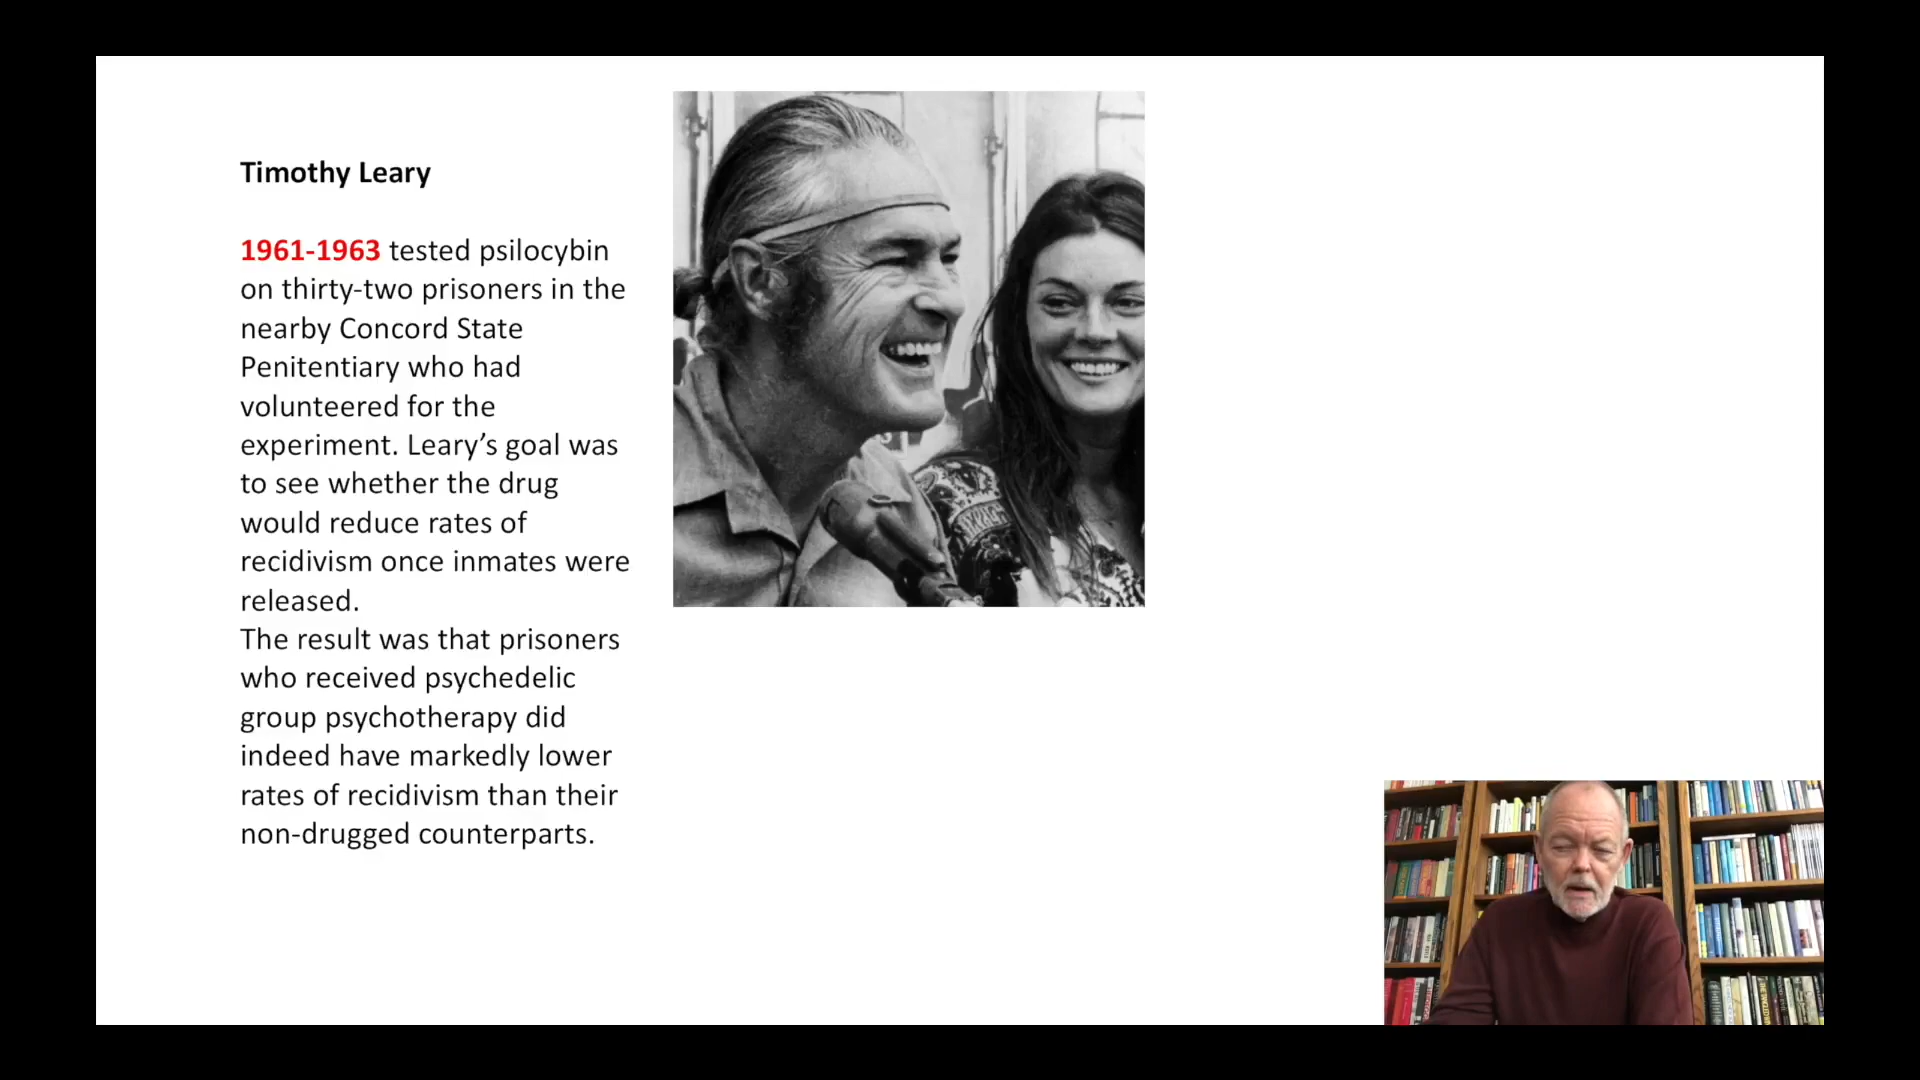 Timothy Leary
1961-1963 tested psilocybin
on thirty-two prisoners in the
nearby Concord State
Penitentiary who had
volunteered for the
experiment. Leary’s goal was
to see whether the drug
would reduce rates of
recidivism once inmates were
released.
The result was that prisoners
who received psychedelic
group psychotherapy did
indeed have markedly lower
rates of recidivism than their
non-drugged counterparts.